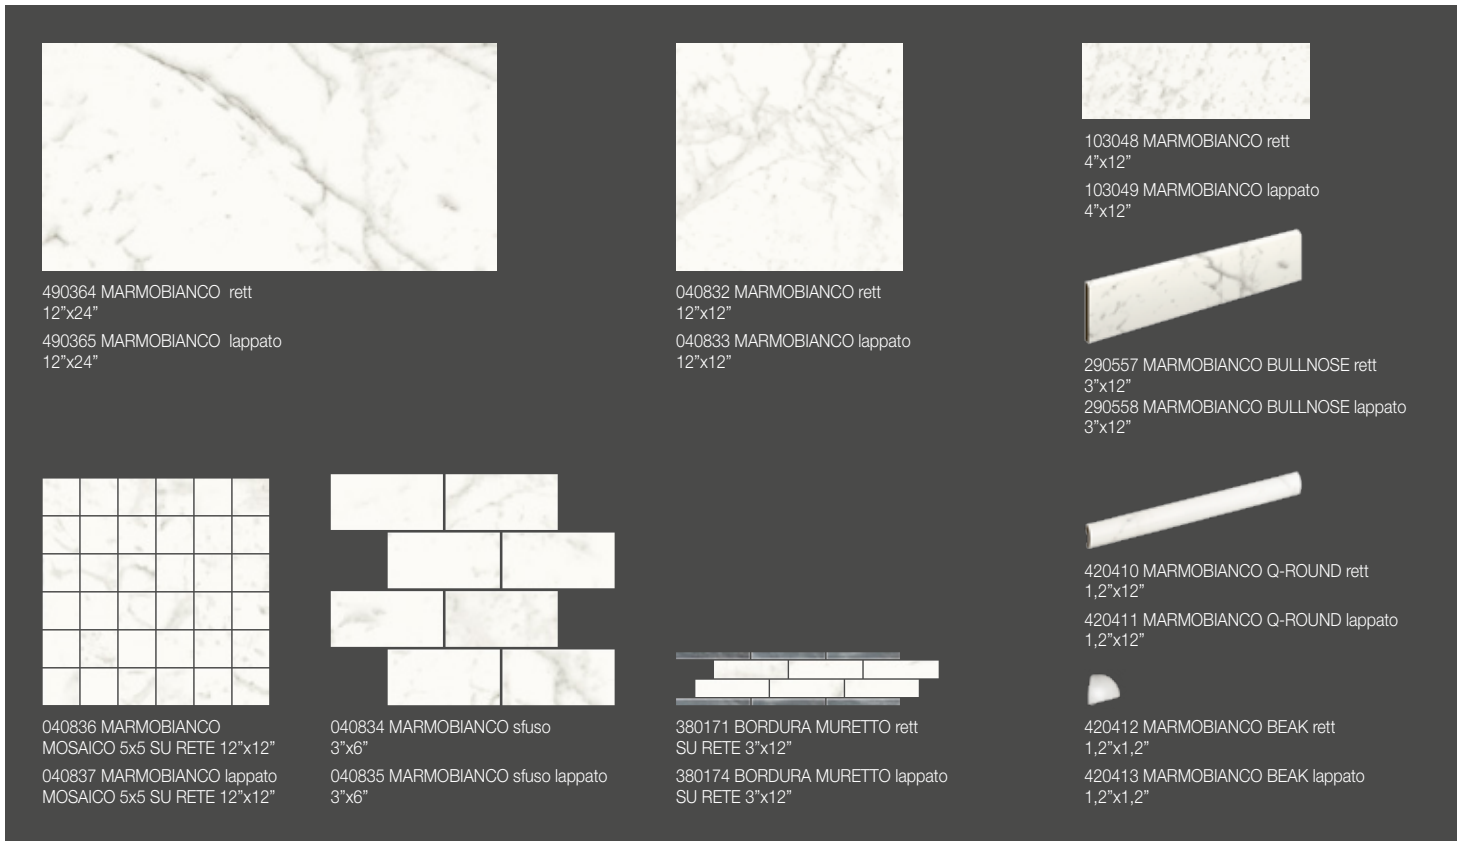 490364 MARMOBIANCO rett
12”x24”
490365 MARMOBIANCO lappato
12”x24”
040832 MARMOBIANCO rett
12”x12”
040833 MARMOBIANCO lappato
12”x12”
103048 MARMOBIANCO rett
4”x12”
103049 MARMOBIANCO lappato
4”x12”
290557 MARMOBIANCO BULLNOSE rett
3”x12”
290558 MARMOBIANCO BULLNOSE lappato
3”x12”
420410 MARMOBIANCO Q-ROUND rett
1,2”x12”
420411 MARMOBIANCO Q-ROUND lappato
1,2”x12”
040836 MARMOBIANCO
MOSAICO 5x5 SU RETE 12”x12”
040837 MARMOBIANCO lappato
MOSAICO 5x5 SU RETE 12”x12”
040834 MARMOBIANCO sfuso
3”x6”
040835 MARMOBIANCO sfuso lappato
3”x6”
380171 BORDURA MURETTO rett
SU RETE 3”x12”
380174 BORDURA MURETTO lappato
SU RETE 3”x12”
420412 MARMOBIANCO BEAK rett
1,2”x1,2”
420413 MARMOBIANCO BEAK lappato
1,2”x1,2”